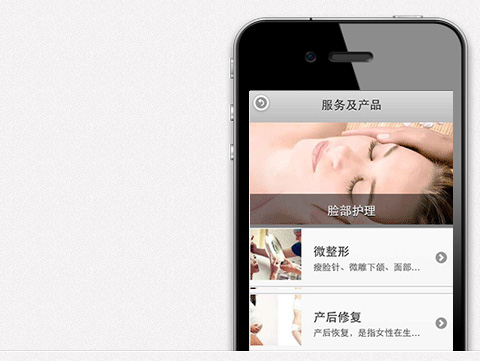 服务及产品
脸部护理
微整形
瘦脸针、微雕下颌、面部...
产后修复
产后修复，是指女性在生...